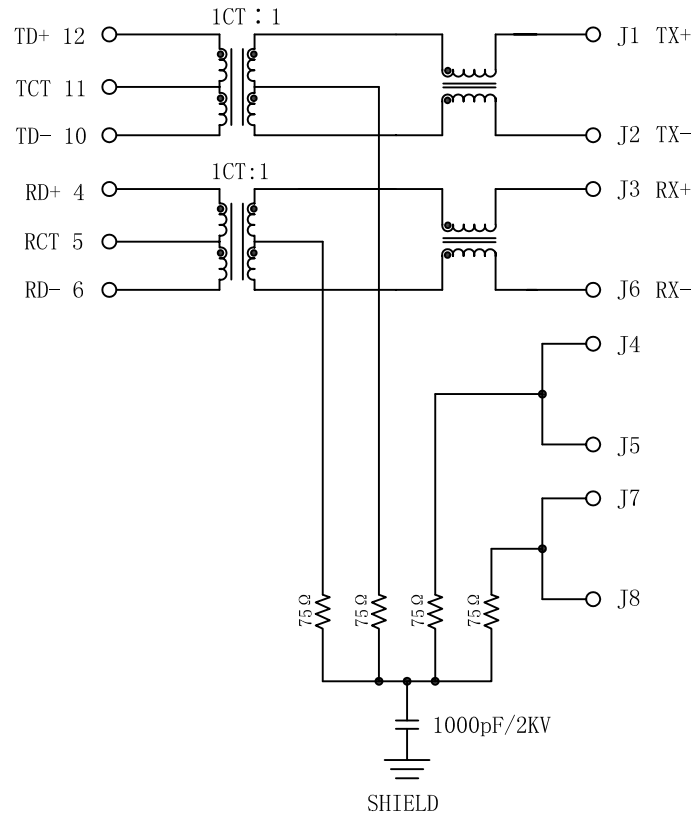 1CT：1
TD+ 12
J1 TX+
TCT 11
TD- 10
J2 TX-
1CT:1
RD+ 4
J3 RX+
RCT 5
RD- 6
J6 RX-
J4
J5
J7
J8
75Ω
75Ω
75Ω
75Ω
1000pF/2KV
SHIELD